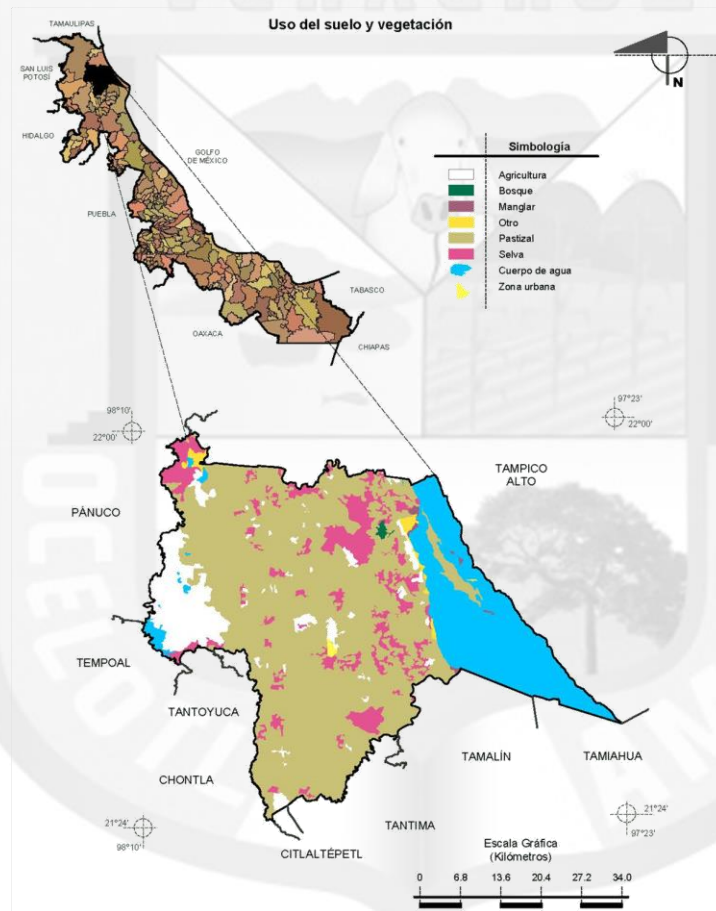 Uso del suelo y vegetación
TAMAULIPAS
SAN LUIS
POTOSÍ
HIDALGO
GOLFO
DE MÉXICO
PUEBLA
TABASCO
OAXACA
CHIAPAS
N
Simbología
Agricultura
Bosque
Manglar
Otro
Pastizal
Selva
Cuerpo de agua
Zona urbana
98°10'
22°00'
97°23'
22°00'
TAMPICO
ALTO
PÁNUCO
TEMPOAL
TANTOYUCA
CHONTLA
CITLALTÉPETL
TANTIMA
TAMALÍN
TAMIAHUA
21°24'
98°10'
21°24'
97°23'
Escala Gráfica
(Kilómetros)
0 6.8 13.6 20.4 27.2 34.0
OCELOTL